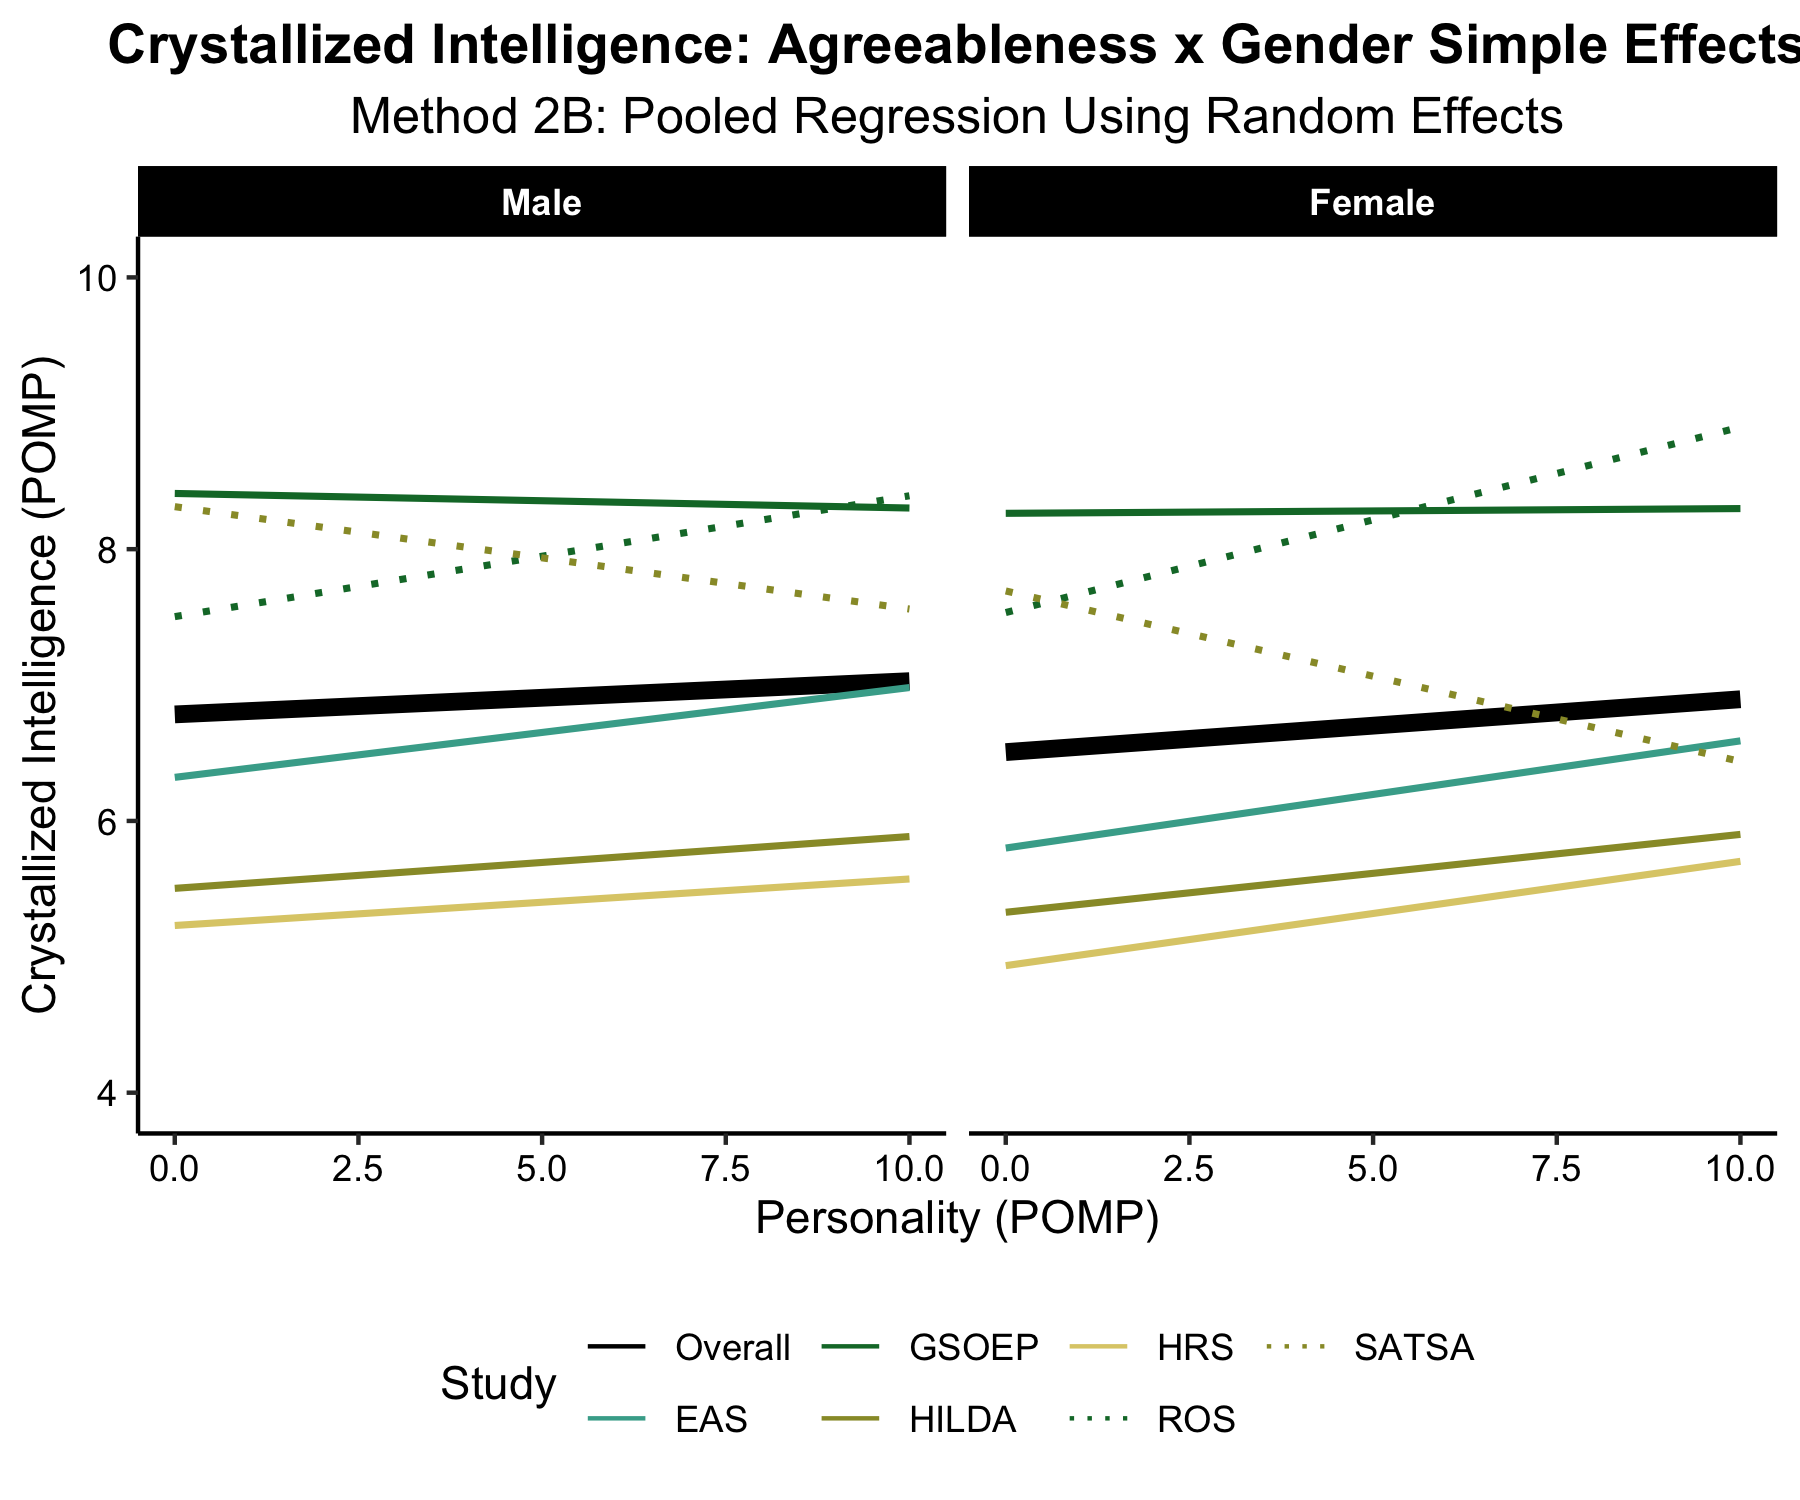 Crystallized Intelligence: Agreeableness x Gender Simple Effects
Method 2B: Pooled Regression Using Random Effects
Male
Female
Crystallized Intelligence (POMP)
10
8
6
4
0.0 2.5 5.0 7.5 10.0
0.0 2.5 5.0 7.5 10.0
Personality (POMP)
Study
Overall GSOEP HRS SATSA
EAS HILDA ROS